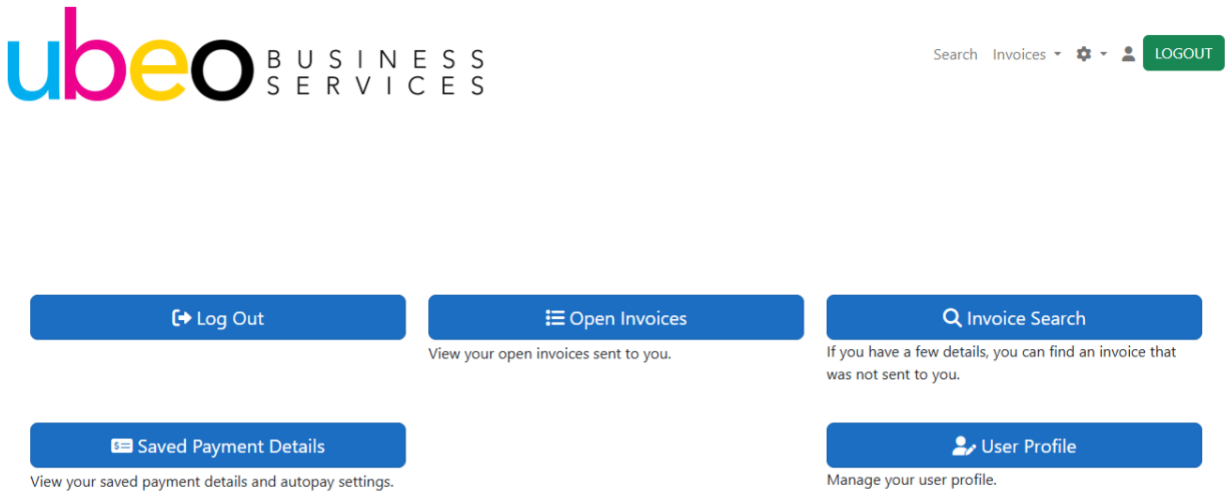 ubeo BUSINESS
SERVICES
Search Invoices LOGOUT
Log Out
Open Invoices
View your open invoices sent to you.
Invoice Search
If you have a few details, you can find an invoice that
was not sent to you.
Saved Payment Details
View your saved payment details and autopay settings.
User Profile
Manage your user profile.